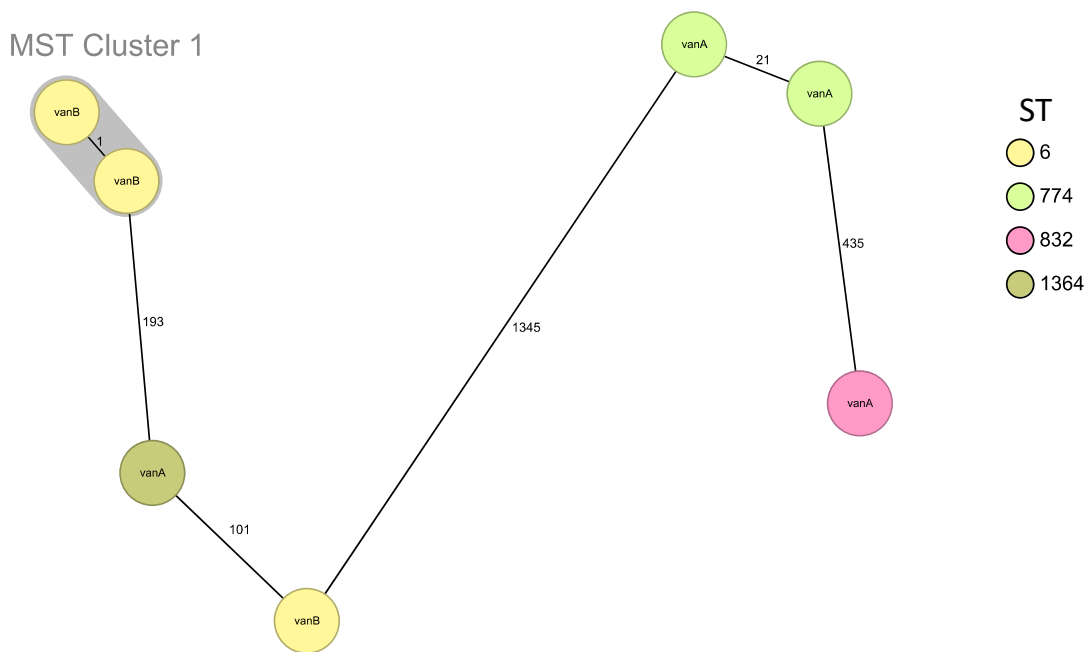 MST Cluster 1
vanB
1
vanB
193
vanA
101
vanB
1345
vanA
21
vanA
435
vanA
ST
6
774
832
1364